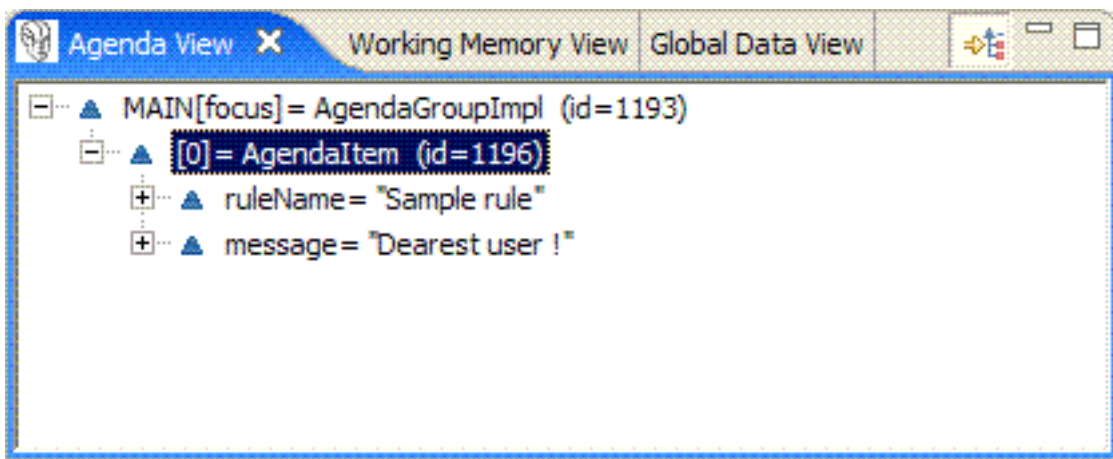 Agenda View Working Memory View Global Data View
MAIN[focus]= AgendaGroupImpl (id=1193)
[0]= AgendaItem (id=1196)
ruleName= "Sample rule"
message= "Dearest user !"